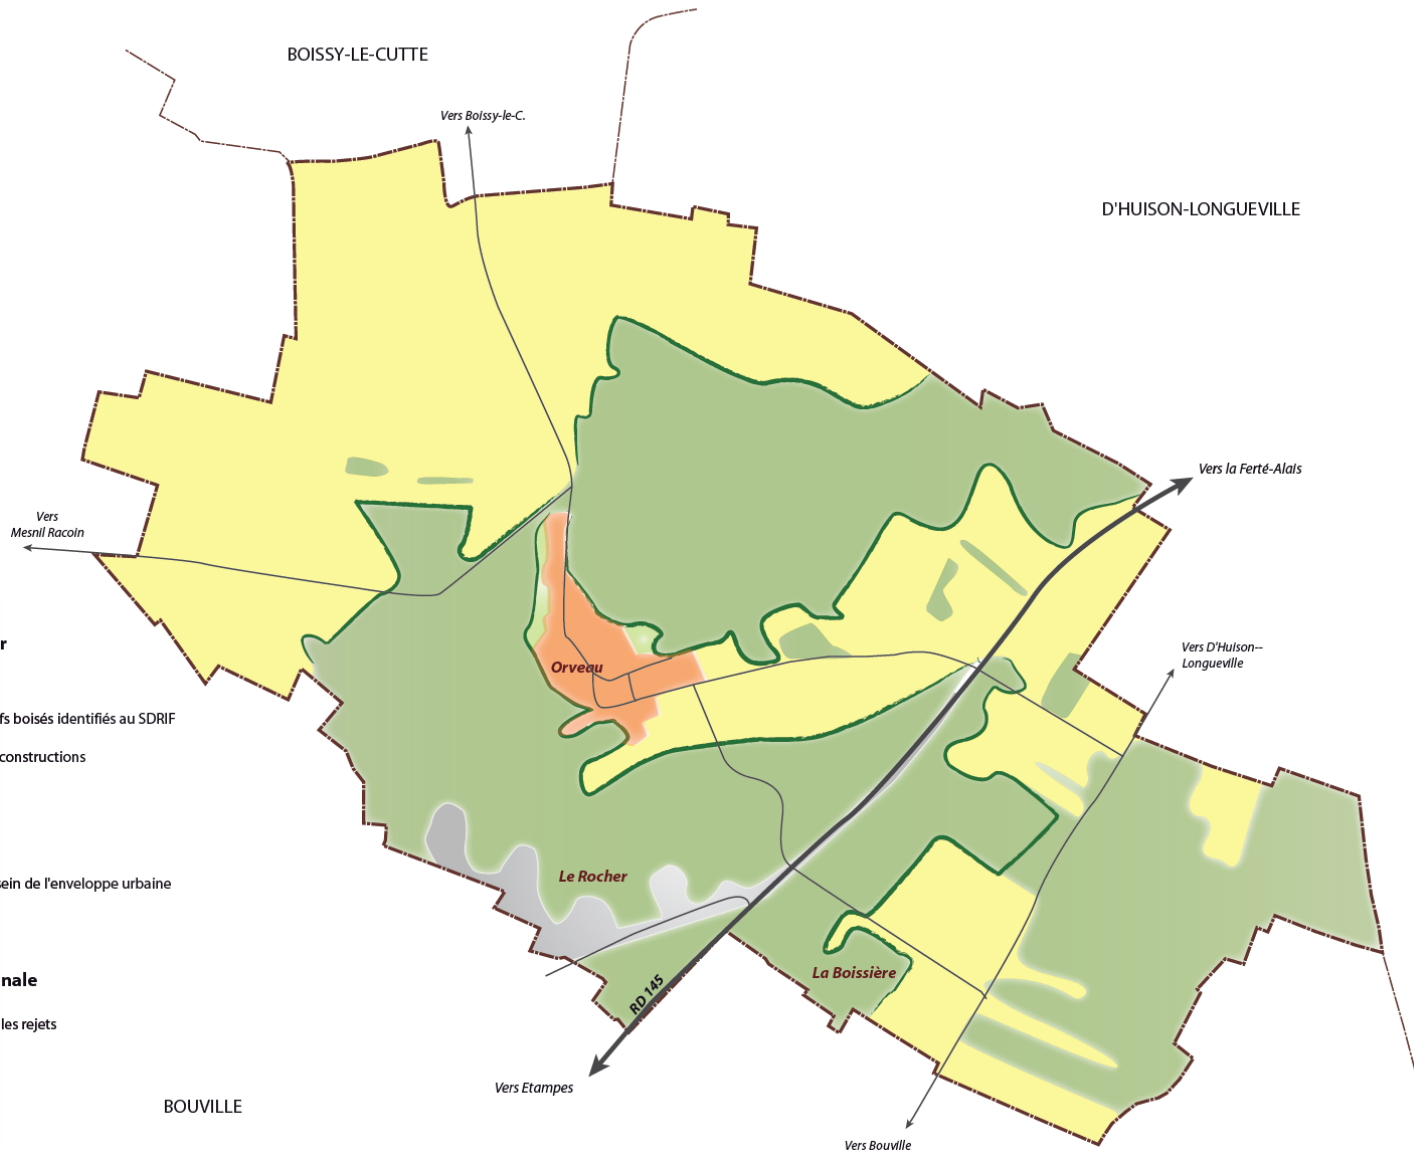 BOISSY-LE-CUTTE
Vers Boissy-le-C.
D'HUISON-LONGUEVILLE
Vers la Ferté-Alais
Vers
Mesnil Racoin
r
Vers D'Huison--
Longueville
Orveau
fs boisés identifiés au SDRIF
constructions
Le Rocher
sein de l'enveloppe urbaine
La Boissière
nale
RD 145
les rejets
Vers Etampes
BOUVILLE
Vers Bouville